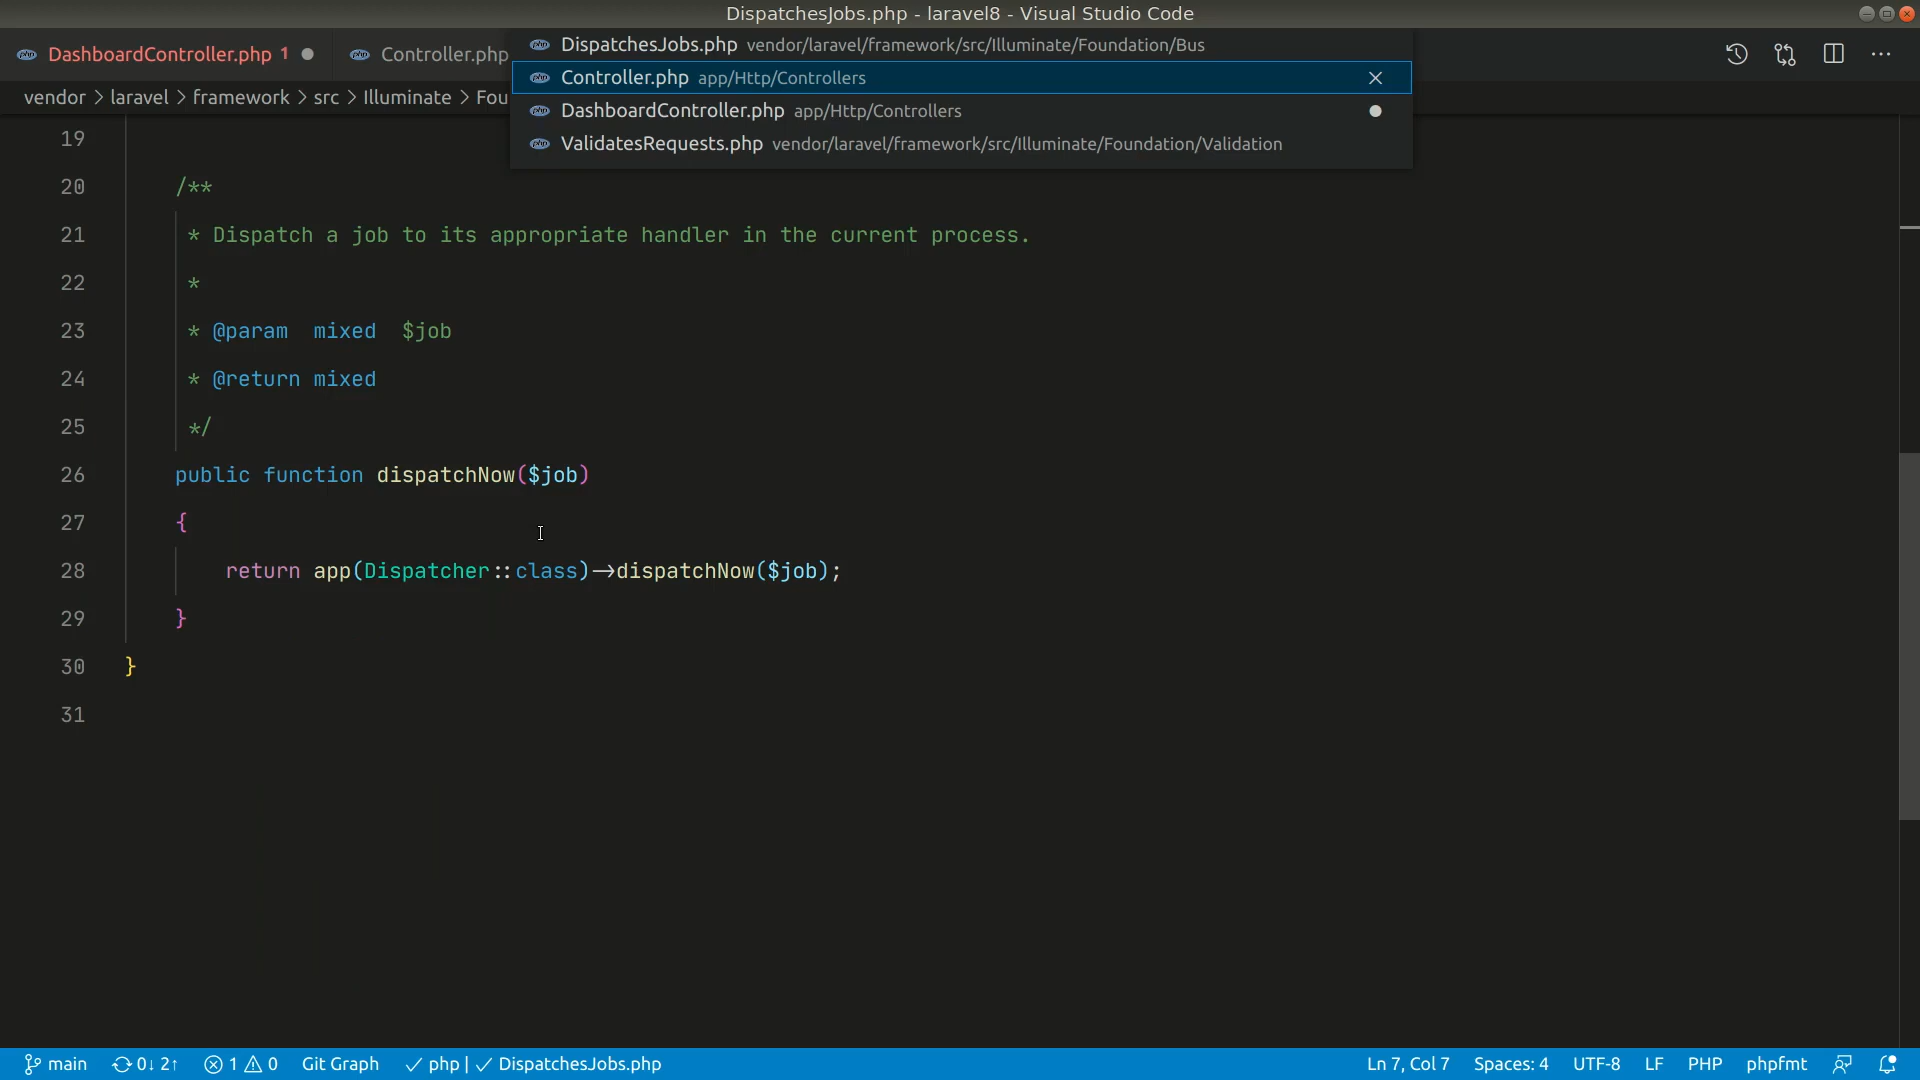 DispatchesJobs.php - laravel8 - Visual Studio Code
DashboardController.php 1
Controller.php
DispatchesJobs.php vendor/laravel/framework/src/Illuminate/Foundation/Bus
Controller.php app/Http/Controllers
DashboardController.php app/Http/Controllers
ValidatesRequests.php vendor/laravel/framework/src/Illuminate/Foundation/Validation
vendor > laravel > framework > src > Illuminate > Fou
19
20 /**
21 * Dispatch a job to its appropriate handler in the current process.
22 *
23 * @param  mixed  $job
24 * @return mixed
25 */
26 public function dispatchNow($job)
27 {
28 return app(Dispatcher::class)->dispatchNow($job);
29 }
30 }
31
main 0↓ 2↑ 1 0 Git Graph ✓ php | ✓ DispatchesJobs.php Ln 7, Col 7 Spaces: 4 UTF-8 LF PHP phpfmt